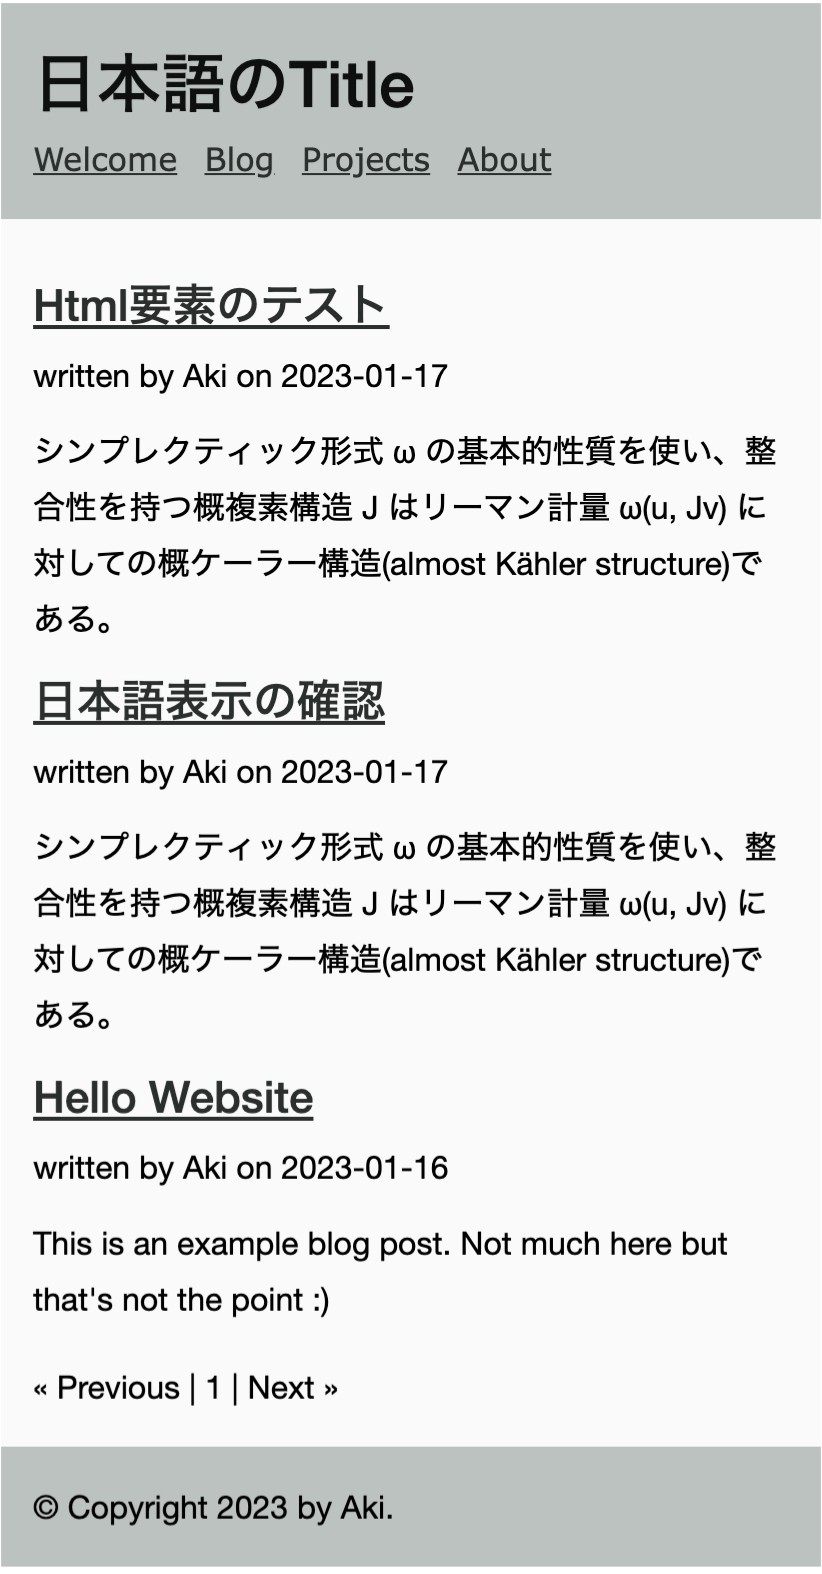 日本語のTitle
Welcome Blog Projects About
Html要素のテスト
written by Aki on 2023-01-17
シンプレクティック形式 ω の基本的性質を使い、整
合性を持つ概複素構造 J はリーマン計量 ω(u, Jv) に
対しての概ケーラー構造(almost Kähler structure)で
ある。
日本語表示の確認
written by Aki on 2023-01-17
シンプレクティック形式 ω の基本的性質を使い、整
合性を持つ概複素構造 J はリーマン計量 ω(u, Jv) に
対しての概ケーラー構造(almost Kähler structure)で
ある。
Hello Website
written by Aki on 2023-01-16
This is an example blog post. Not much here but
that's not the point :)
« Previous | 1 | Next »
© Copyright 2023 by Aki.